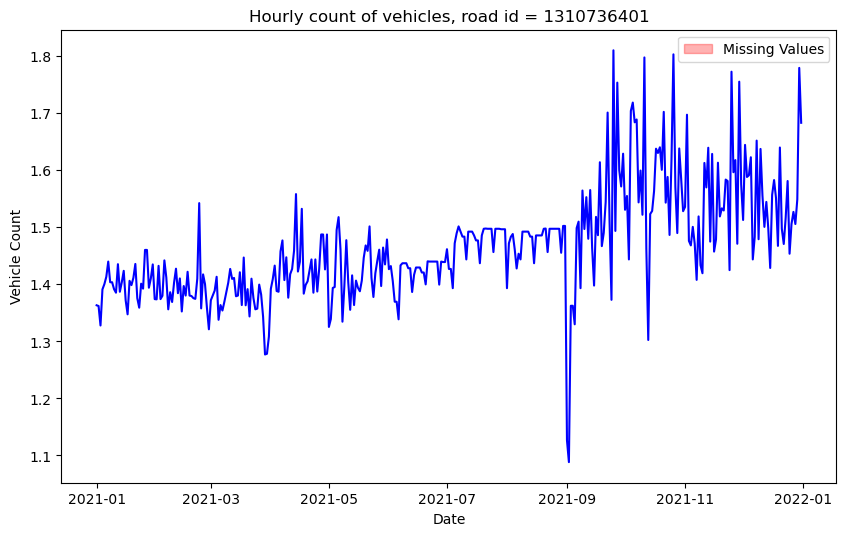 Hourly count of vehicles, road id = 1310736401
Missing Values
Vehicle Count
1.8
1.7
1.6
1.5
1.4
1.3
1.2
1.1
2021-01 2021-03 2021-05 2021-07 2021-09 2021-11 2022-01
Date